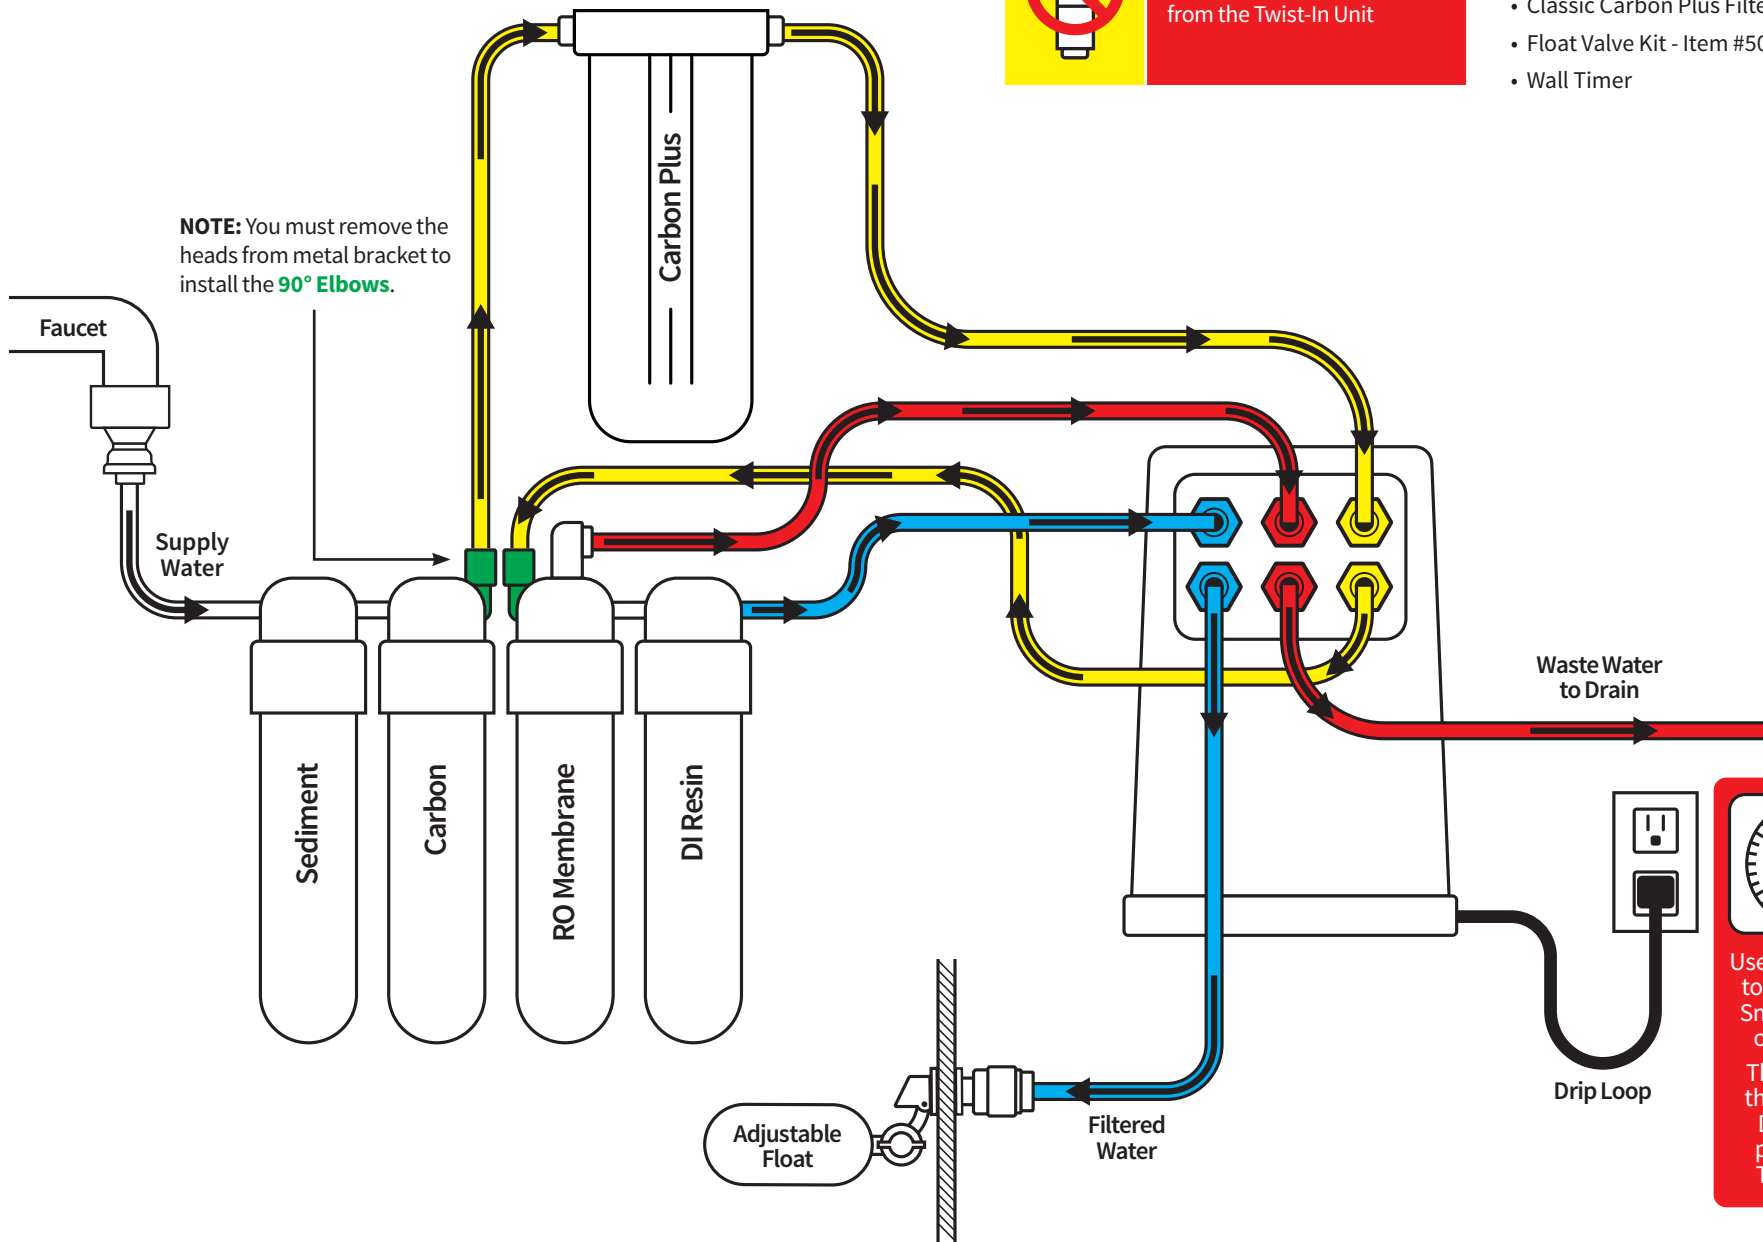 from the Twist-In Unit
• Classic Carbon Plus
• Float Valve Kit - Item
• Wall Timer
Carbon Plus
NOTE: You must remove the
heads from metal bracket to
install the 90° Elbows.
Faucet
Supply
Water
Sediment
Carbon
RO Membrane
DI Resin
Waste Water
to Drain
Drip Loop
Filtered
Water
Adjustable
Float
Use
to